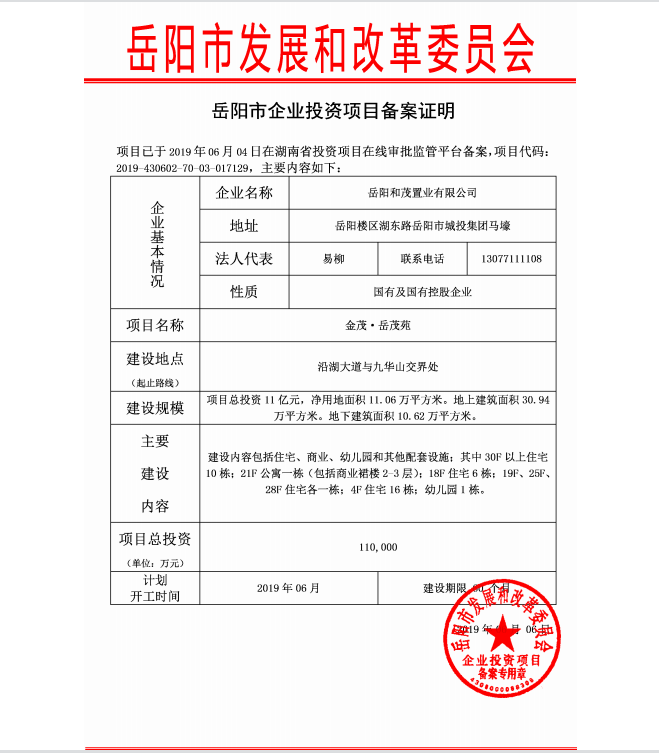 岳阳市发展和改革委员会
岳阳市企业投资项目备案证明
项目已于 2019 年 06 月 04 日在湖南省投资项目在线审批监管平台备案，项目代码：
2019-430602-70-03-017129，主要内容如下：
企业基本情况
企业名称 岳阳和茂置业有限公司
地址 岳阳楼区湖东路岳阳市城投集团马壕
法人代表 易柳 联系电话 13077111108
性质 国有及国有控股企业
项目名称 金茂·岳茂苑
建设地点
（起止路线）
沿湖大道与九华山交界处
建设规模
项目总投资 11 亿元，净用地面积 11.06 万平方米。地上建筑面积 30.94
万平方米。地下建筑面积 10.62 万平方米。
主要
建设
内容
建设内容包括住宅、商业、幼儿园和其他配套设施；其中 30F 以上住宅
10 栋；21F 公寓一栋（包括商业裙楼 2-3 层）；18F 住宅 6 栋；19F、25F、
28F 住宅各一栋；4F 住宅 16 栋；幼儿园 1 栋。
项目总投资
（单位：万元）
110,000
计划
开工时间
2019 年 06 月
建设期限 个月
2019 年 月 06 日
岳阳市发展和改革委员会
企业投资项目
备案专用章